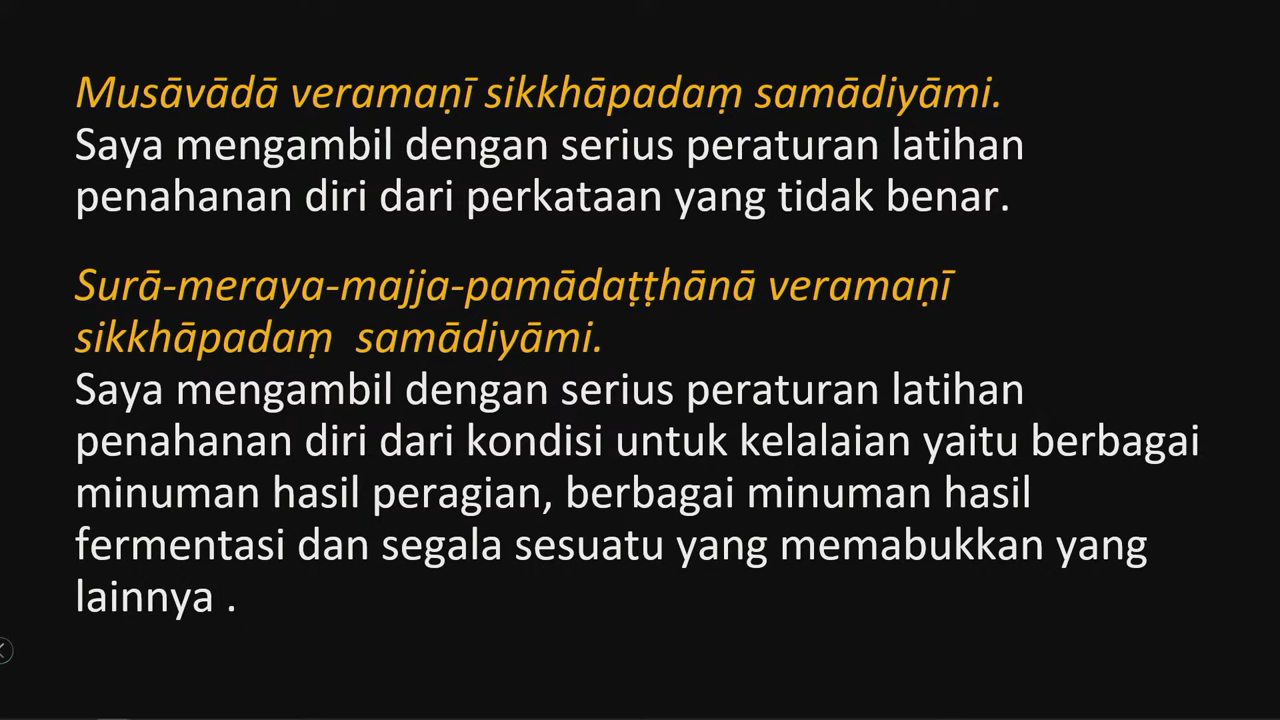 Musāvādā veramaṇī sikkhāpadaṃ samādiyāmi.
Saya mengambil dengan serius peraturan latihan
penahanan diri dari perkataan yang tidak benar.
Surā-meraya-majja-pamādaṭṭhānā veramaṇī
sikkhāpadaṃ samādiyāmi.
Saya mengambil dengan serius peraturan latihan
penahanan diri dari kondisi untuk kelalaian yaitu berbagai
minuman hasil peragian, berbagai minuman hasil
fermentasi dan segala sesuatu yang memabukkan yang
lainnya .